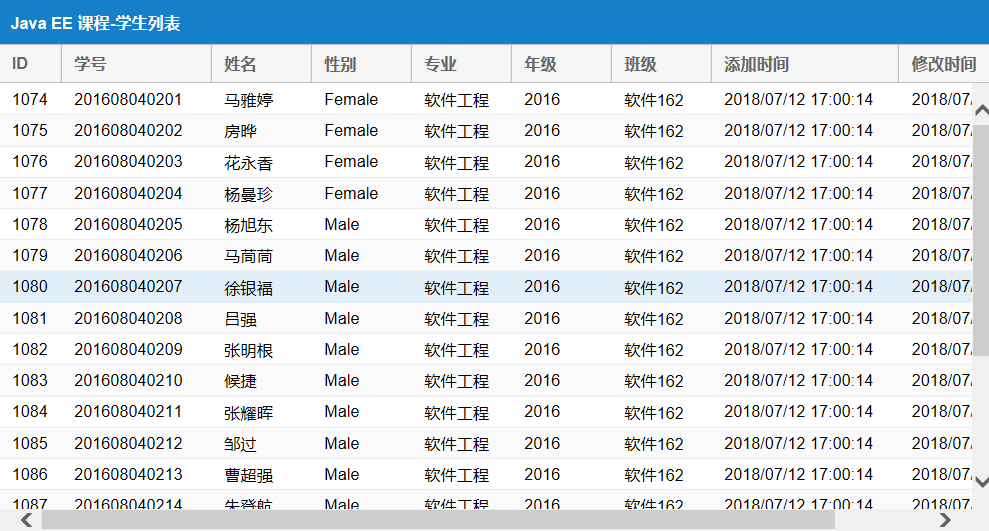 Java EE 课程-学生列表
ID 学号 姓名 性别 专业 年级 班级 添加时间 修改时间
1074 201608040201 马雅婷 Female 软件工程 2016 软件162 2018/07/12 17:00:14 2018/07/
1075 201608040202 房晔 Female 软件工程 2016 软件162 2018/07/12 17:00:14 2018/07/
1076 201608040203 花永香 Female 软件工程 2016 软件162 2018/07/12 17:00:14 2018/07/
1077 201608040204 杨曼珍 Female 软件工程 2016 软件162 2018/07/12 17:00:14 2018/07/
1078 201608040205 杨旭东 Male 软件工程 2016 软件162 2018/07/12 17:00:14 2018/07/
1079 201608040206 马茼茼 Male 软件工程 2016 软件162 2018/07/12 17:00:14 2018/07/
1080 201608040207 徐银福 Male 软件工程 2016 软件162 2018/07/12 17:00:14 2018/07/
1081 201608040208 吕强 Male 软件工程 2016 软件162 2018/07/12 17:00:14 2018/07/
1082 201608040209 张明根 Male 软件工程 2016 软件162 2018/07/12 17:00:14 2018/07/
1083 201608040210 候捷 Male 软件工程 2016 软件162 2018/07/12 17:00:14 2018/07/
1084 201608040211 张耀晖 Male 软件工程 2016 软件162 2018/07/12 17:00:14 2018/07/
1085 201608040212 邹过 Male 软件工程 2016 软件162 2018/07/12 17:00:14 2018/07/
1086 201608040213 曹超强 Male 软件工程 2016 软件162 2018/07/12 17:00:14 2018/07/
1087 201608040214 朱登航 Male 软件工程 2016 软件162 2018/07/12 17:00:14 2018/07/